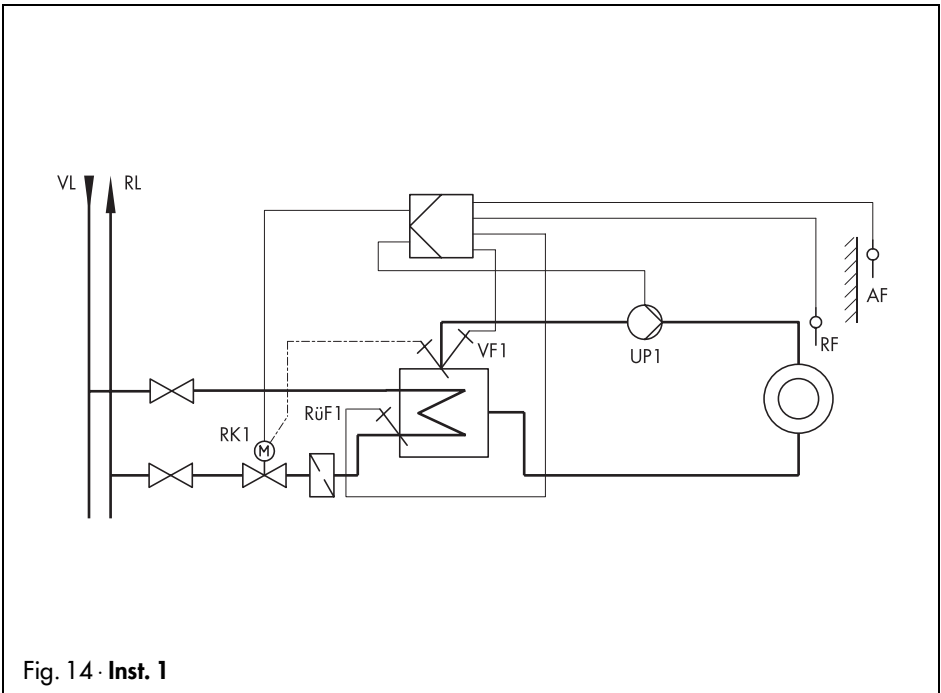 VL
RL
AF
RF
UP1
VF1
RüF1
RK1
M
Fig. 14 · Inst. 1